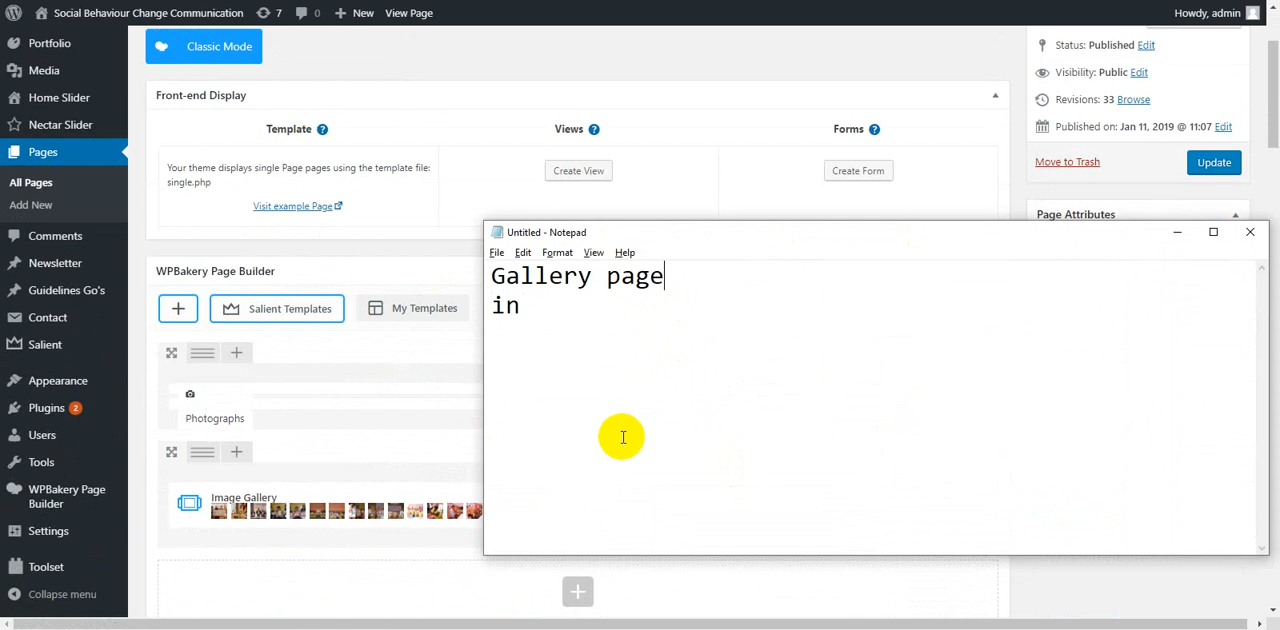 Social Behaviour Change Communication
7
0
New
View Page
Howdy, admin
Portfolio
Media
Home Slider
Nectar Slider
Pages
All Pages
Add New
Comments
Newsletter
Guidelines Go's
Contact
Salient
Appearance
Plugins 2
Users
Tools
WPBakery Page
Builder
Settings
Toolset
Collapse menu
Classic Mode
Front-end Display
Template ?
Views ?
Forms ?
Your theme displays single Page pages using the template file:
single.php
Visit example Page
Create View
Create Form
WPBakery Page Builder
Salient Templates
My Templates
Photographs
Image Gallery
Status: Published Edit
Visibility: Public Edit
Revisions: 33 Browse
Published on: Jan 11, 2019 @ 11:07 Edit
Move to Trash
Update
Page Attributes
Untitled - Notepad
File Edit Format View Help
Gallery page
in